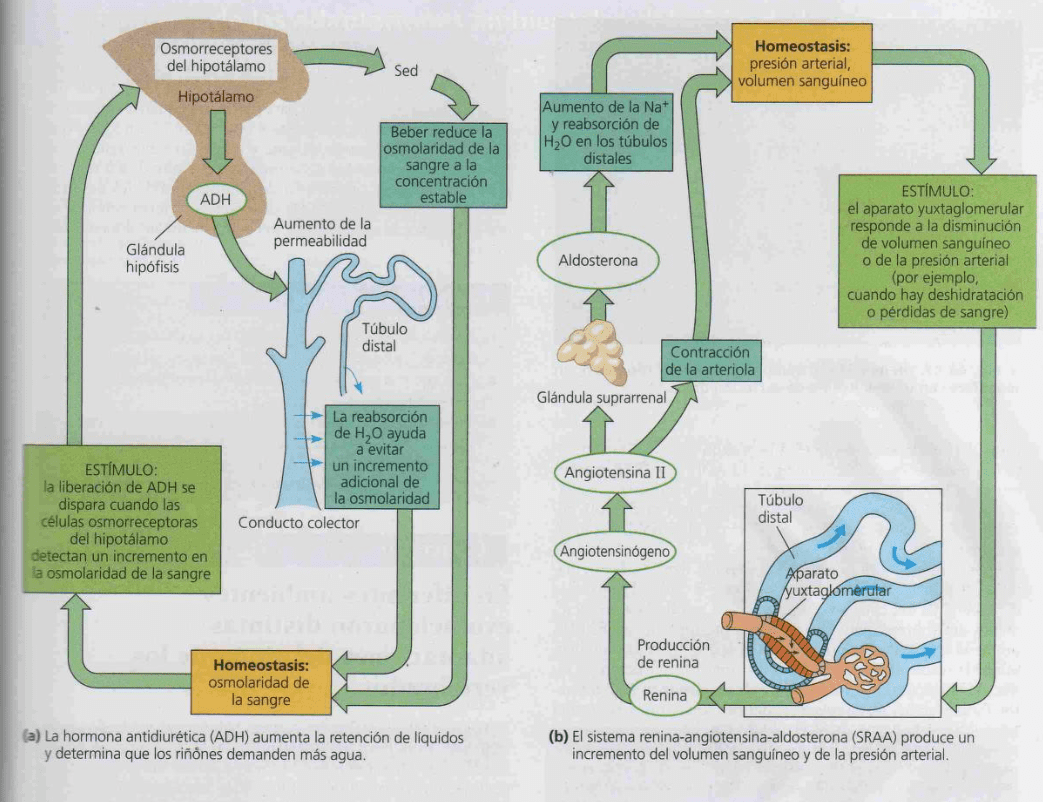 Osmorreceptores
del hipotálamo
Hipotálamo
Sed
Beber reduce la
osmolaridad de la
sangre a la
concentración
estable
ADH
Glándula
hipófisis
Aumento de la
permeabilidad
Túbulo
distal
La reabsorción
de H₂O ayuda
a evitar
un incremento
adicional de
la osmolaridad
Conducto colector
ESTÍMULO:
la liberación de ADH se
dispara cuando las
células osmorreceptoras
del hipotálamo
detectan un incremento en
la osmolaridad de la sangre
Homeostasis:
osmolaridad de
la sangre
(a) La hormona antidiurética (ADH) aumenta la retención de líquidos
y determina que los riñônes demanden más agua.
Homeostasis:
presión arterial,
volumen sanguíneo
Aumento de la Na⁺
y reabsorción de
H₂O en los túbulos
distales
ESTÍMULO:
el aparato yuxtaglomerular
responde a la disminución
de volumen sanguíneo
o de la presión arterial
(por ejemplo,
cuando hay deshidratación
o pérdidas de sangre)
Aldosterona
Contracción
de la arteriola
Glándula suprarrenal
Angiotensina II
Angiotensinógeno
Túbulo
distal
Aparato
yuxtaglomerular
Producción
de renina
Renina
(b) El sistema renina-angiotensina-aldosterona (SRAA) produce un
incremento del volumen sanguíneo y de la presión arterial.